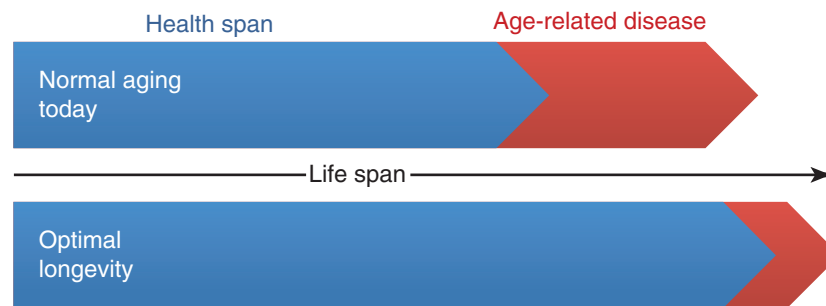 Health span
Age-related disease
Normal aging
today
Life span
Optimal
longevity